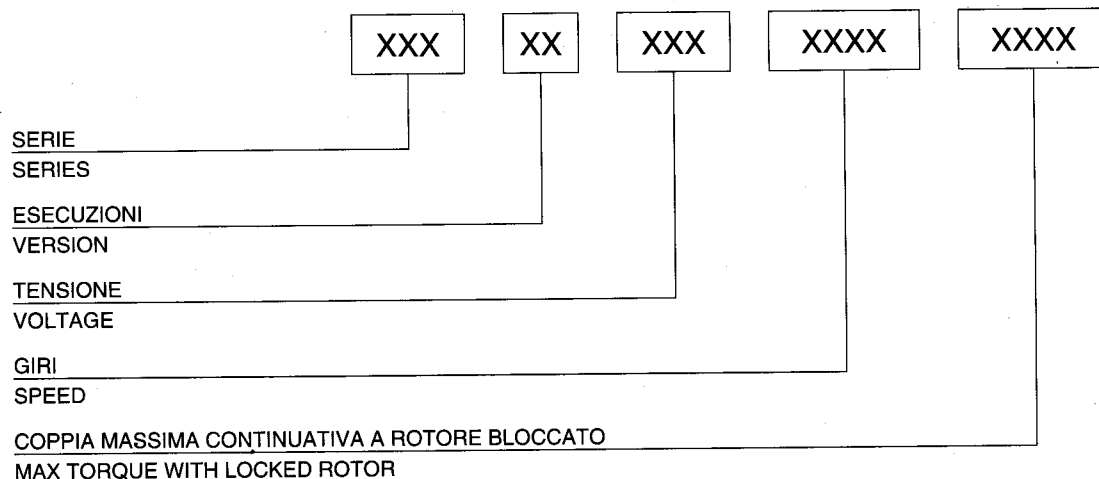 XXX XX XXX XXXX XXXX
SERIE
SERIES
ESECUZIONI
VERSION
TENSIONE
VOLTAGE
GIRI
SPEED
COPPIA MASSIMA CONTINUATIVA A ROTORE BLOCCATO
MAX TORQUE WITH LOCKED ROTOR